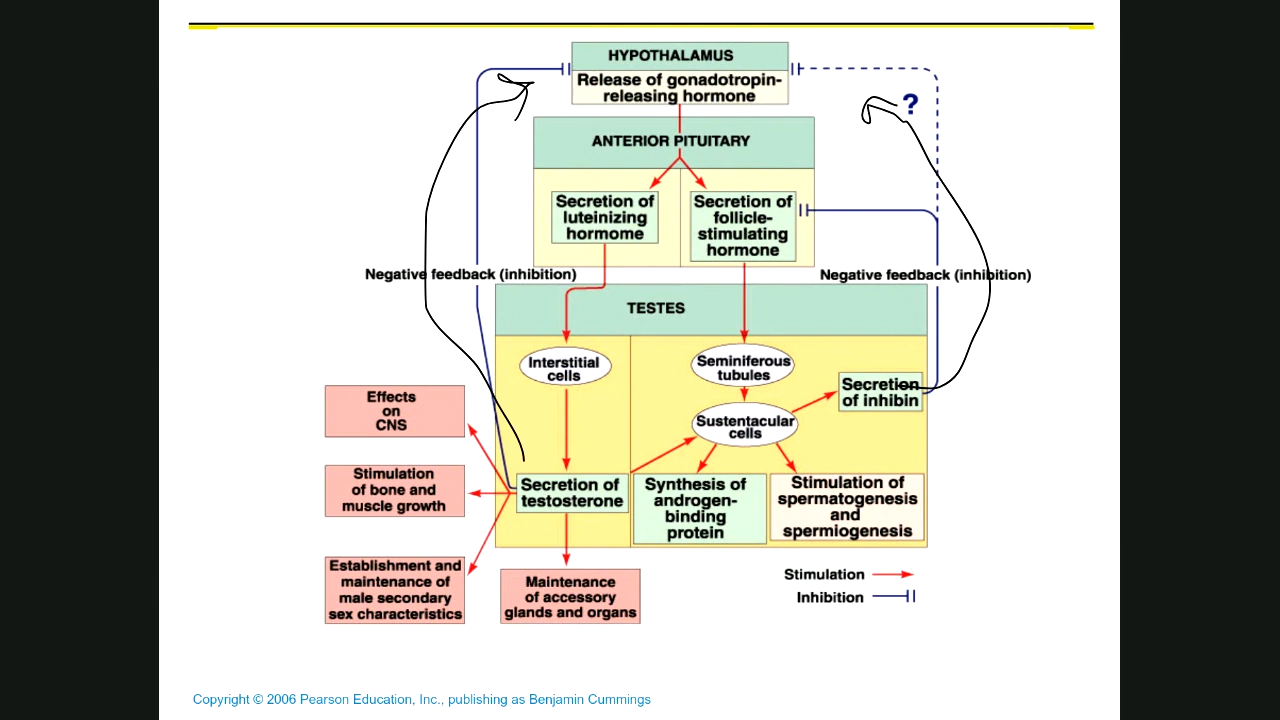 HYPOTHALAMUS
Release of gonadotropin-
releasing hormone
?
ANTERIOR PITUITARY
Secretion of
luteinizing
hormome
Secretion of
follicle-
stimulating
hormone
Negative feedback (inhibition)
Negative feedback (inhibition)
TESTES
Interstitial
cells
Seminiferous
tubules
Secretion
of inhibin
Sustentacular
cells
Effects
on
CNS
Stimulation
of bone and
muscle growth
Secretion of
testosterone
Synthesis of
androgen-
binding
protein
Stimulation of
spermatogenesis
and
spermiogenesis
Establishment and
maintenance of
male secondary
sex characteristics
Maintenance
of accessory
glands and organs
Stimulation
Inhibition
Copyright © 2006 Pearson Education, Inc., publishing as Benjamin Cummings